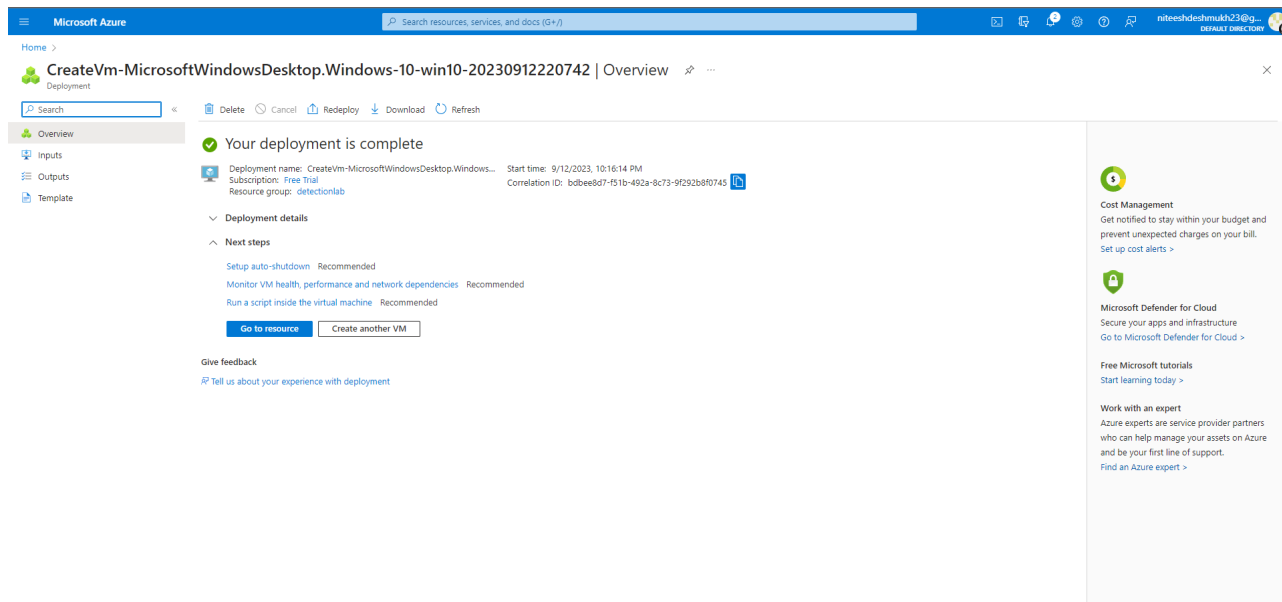 Microsoft Azure
Search resources, services, and docs (G+/)
2
niteeshdeshmukh23@g...
DEFAULT DIRECTORY
Home >
CreateVm-MicrosoftWindowsDesktop.Windows-10-win10-20230912220742 | Overview ...
Deployment
Search «
Delete Cancel Redeploy Download Refresh
Overview
Inputs
Outputs
Template
Your deployment is complete
Deployment name: CreateVm-MicrosoftWindowsDesktop.Windows... Start time: 9/12/2023, 10:16:14 PM
Subscription: Free Trial Correlation ID: bdbee8d7-f51b-492a-8c73-9f292b8f0745
Resource group: detectionlab
Deployment details
Next steps
Setup auto-shutdown Recommended
Monitor VM health, performance and network dependencies Recommended
Run a script inside the virtual machine Recommended
Go to resource Create another VM
Give feedback
Tell us about your experience with deployment
$
Cost Management
Get notified to stay within your budget and
prevent unexpected charges on your bill.
Set up cost alerts >
Microsoft Defender for Cloud
Secure your apps and infrastructure
Go to Microsoft Defender for Cloud >
Free Microsoft tutorials
Start learning today >
Work with an expert
Azure experts are service provider partners
who can help manage your assets on Azure
and be your first line of support.
Find an Azure expert >